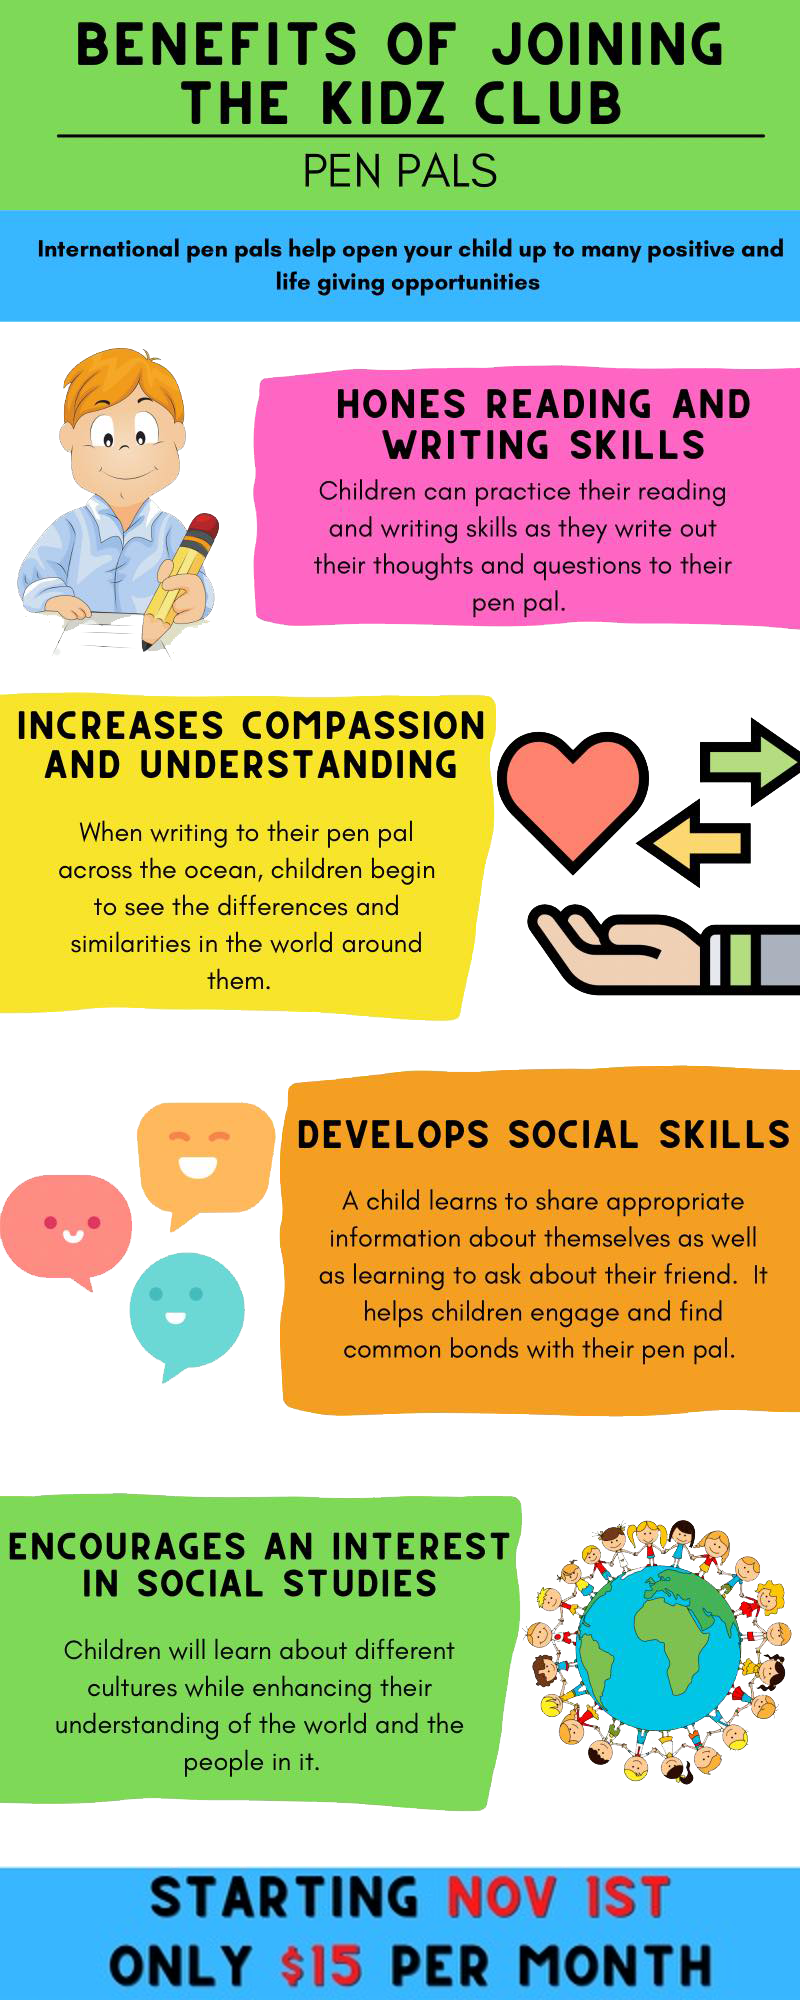 BENEFITS OF JOINING
THE KIDZ CLUB
PEN PALS
International pen pals help open your child up to many positive and
life giving opportunities
HONES READING AND
WRITING SKILLS
Children can practice their reading
and writing skills as they write out
their thoughts and questions to their
pen pal.
INCREASES COMPASSION
AND UNDERSTANDING
When writing to their pen pal
across the ocean, children begin
to see the differences and
similarities in the world around
them.
DEVELOPS SOCIAL SKILLS
A child learns to share appropriate
information about themselves as well
as learning to ask about their friend.  It
helps children engage and find
common bonds with their pen pal.
ENCOURAGES AN INTEREST
IN SOCIAL STUDIES
Children will learn about different
cultures while enhancing their
understanding of the world and the
people in it.
STARTING NOV 1ST
ONLY $15 PER MONTH